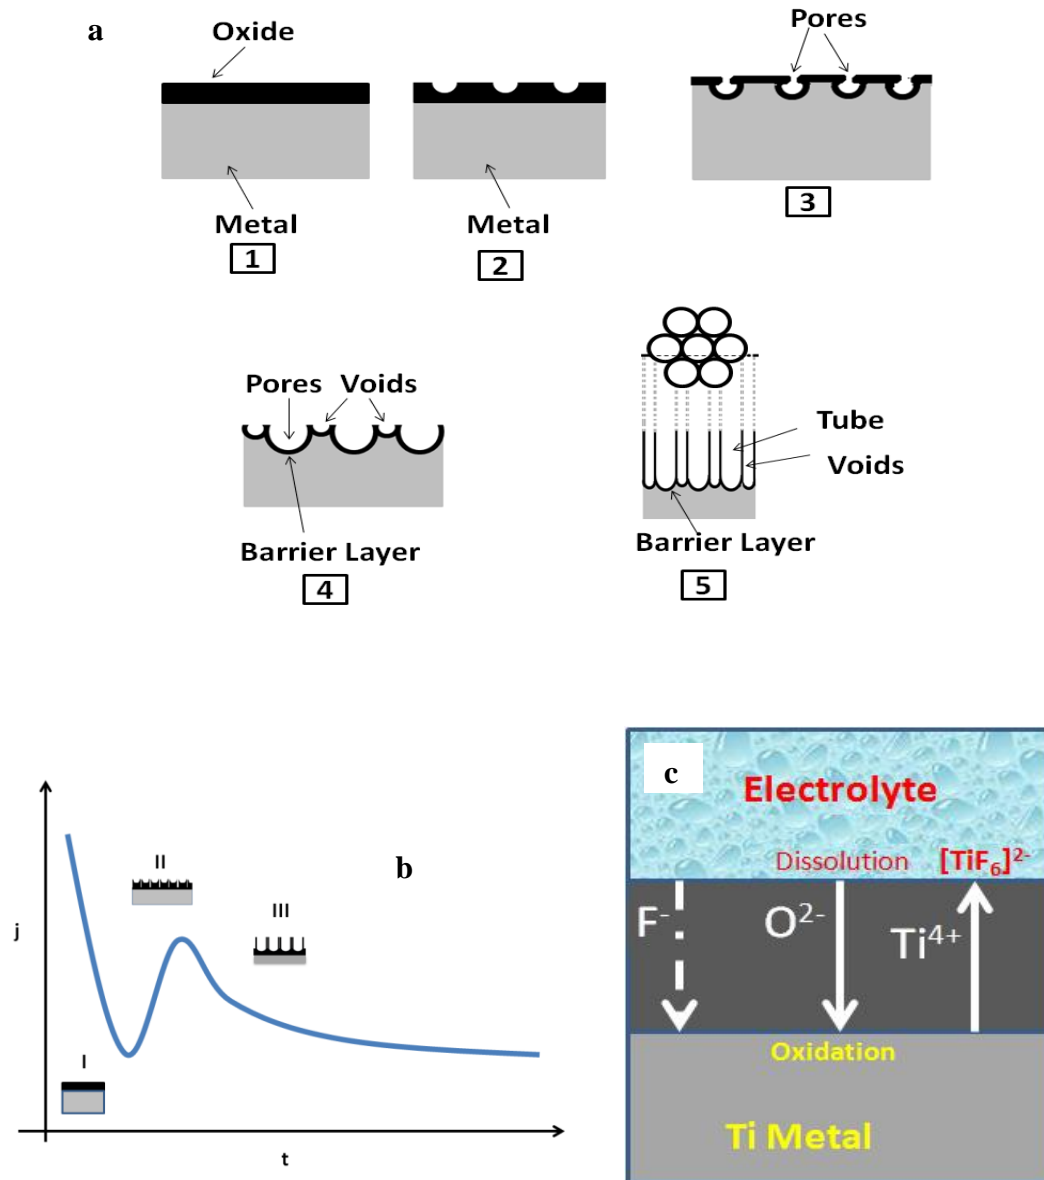 a
Oxide
Metal
1
Metal
2
Pores
3
Pores Voids
Barrier Layer
4
Tube
Voids
Barrier Layer
5
b
j
I
II
III
t
c
Electrolyte
Dissolution [TiF₆]²⁻
F⁻ O²⁻ Ti⁴⁺
Oxidation
Ti Metal